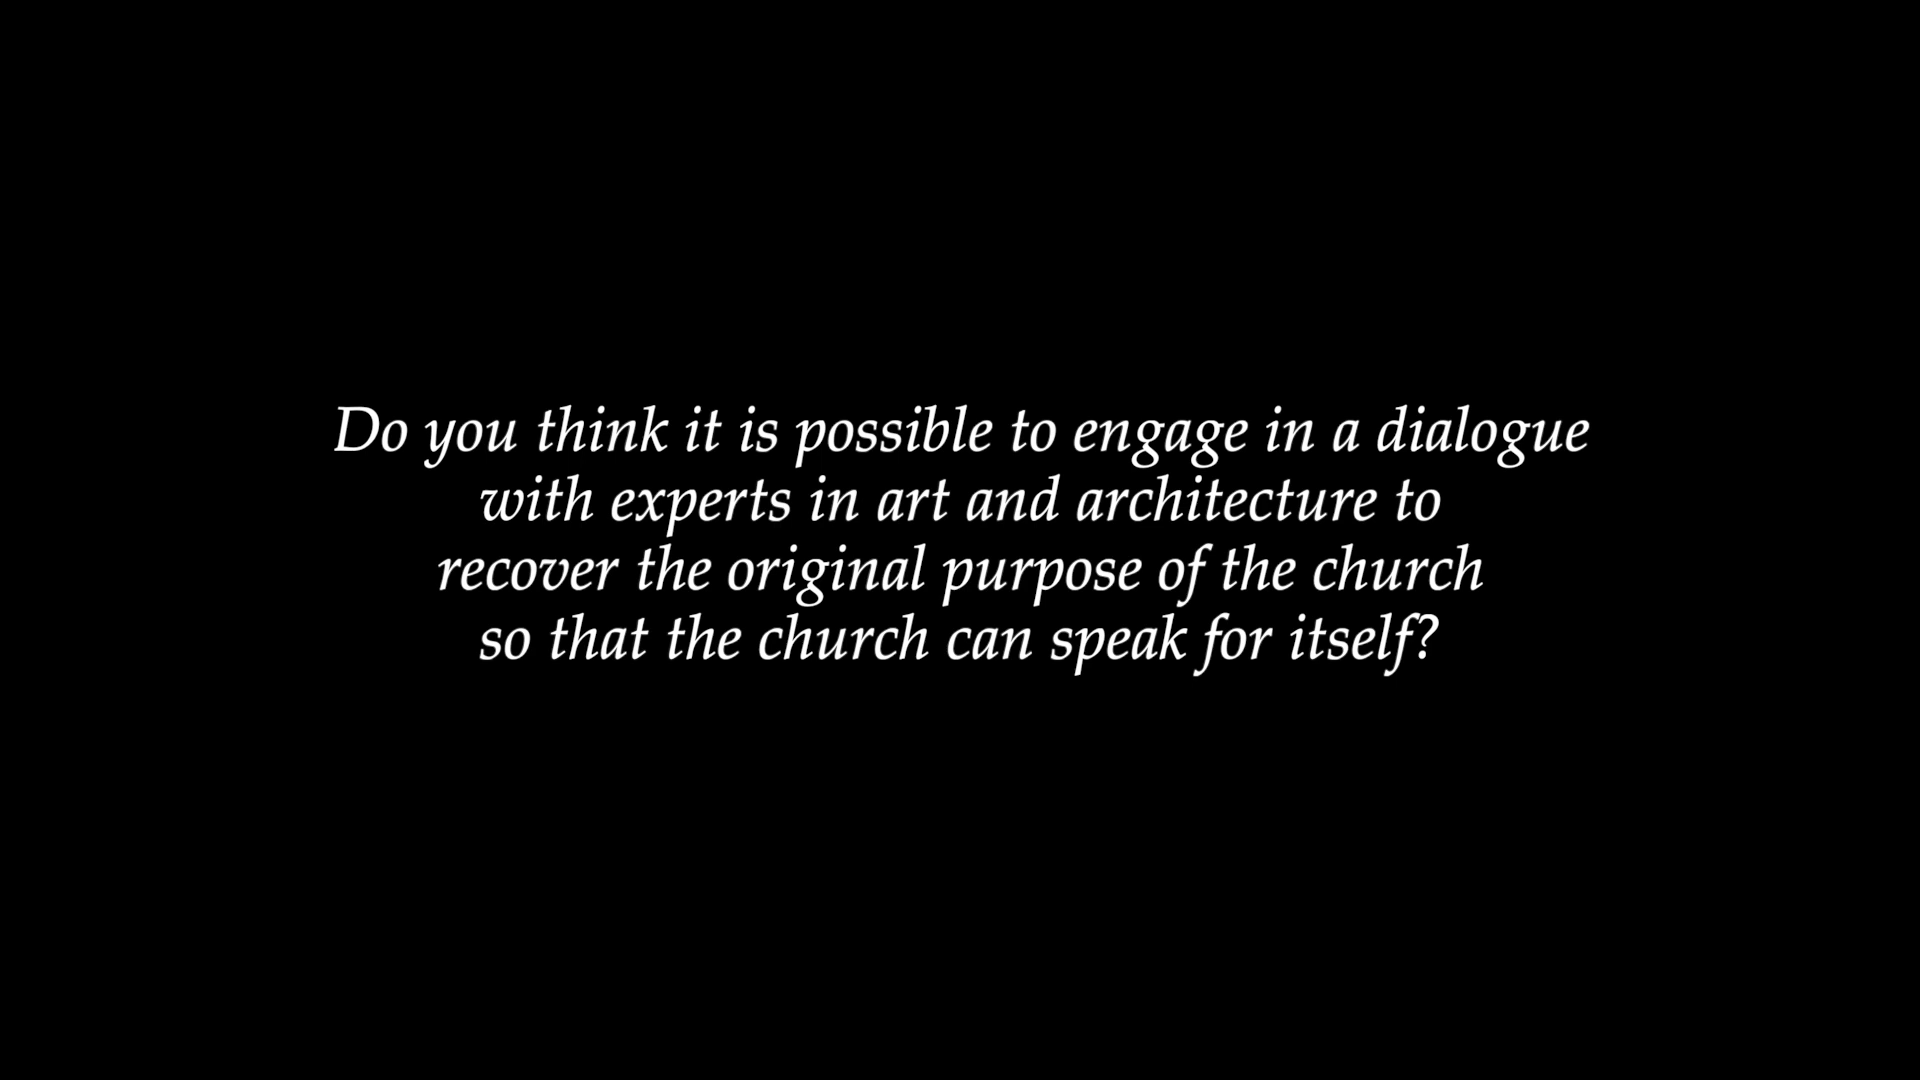 Do you think it is possible to engage in a dialogue
with experts in art and architecture to
recover the original purpose of the church
so that the church can speak for itself?